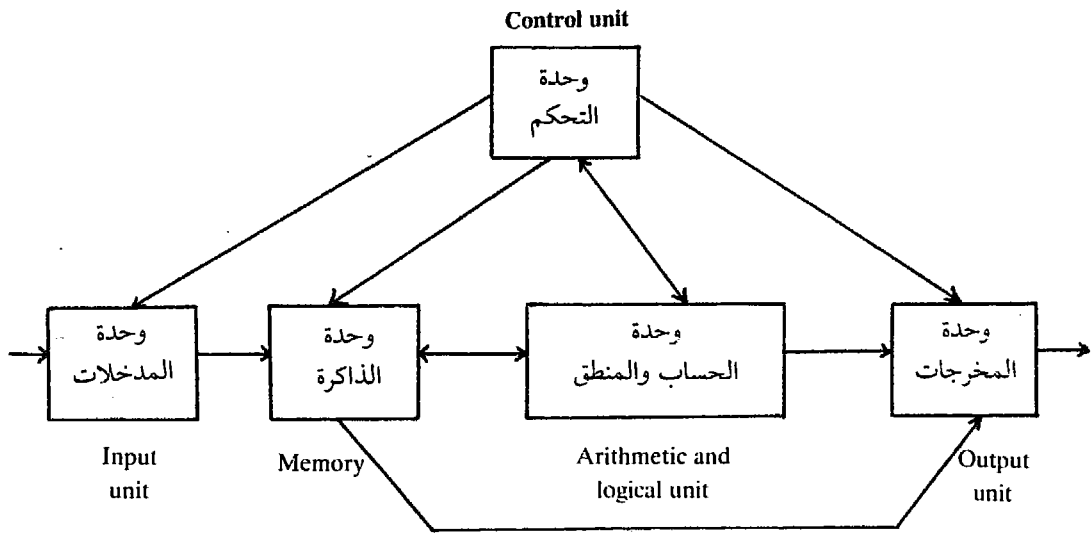 Control unit
وحدة
التحكم
وحدة
المدخلات
وحدة
الذاكرة
وحدة
الحساب والمنطق
وحدة
المخرجات
Input
unit
Memory
Arithmetic and
logical unit
Output
unit